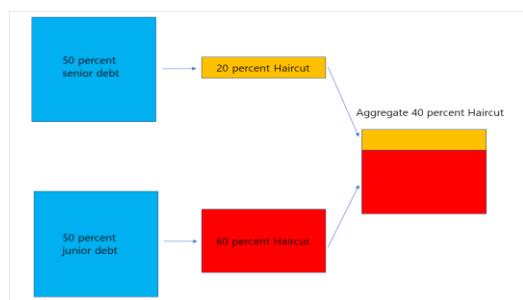 50 percent
senior debt
20 percent Haircut
Aggregate 40 percent Haircut
50 percent
junior debt
60 percent Haircut